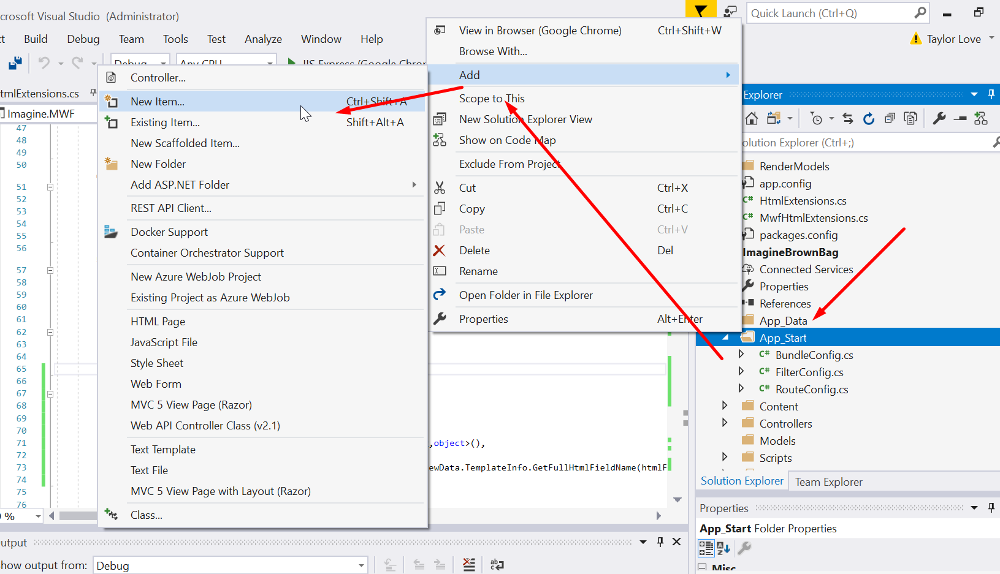 crosoft Visual Studio (Administrator)
Quick Launch (Ctrl+Q)
Build Debug Team Tools Test Analyze Window Help
Taylor Love
Debug Any CPU IIS Express (Google Chror
tmlExtensions.cs
Imagine.MWF
47
48
49
50
51
52
53
54
55
56
57
58
59
60
61
62
63
64
65
66
67
68
69
70
71
72
73
74
75
76
Controller...
New Item... Ctrl+Shift+A
Existing Item... Shift+Alt+A
New Scaffolded Item...
New Folder
Add ASP.NET Folder
REST API Client...
Docker Support
Container Orchestrator Support
New Azure WebJob Project
Existing Project as Azure WebJob
HTML Page
JavaScript File
Style Sheet
Web Form
MVC 5 View Page (Razor)
Web API Controller Class (v2.1)
Text Template
Text File
MVC 5 View Page with Layout (Razor)
Class...
View in Browser (Google Chrome) Ctrl+Shift+W
Browse With...
Add
Scope to This
New Solution Explorer View
Show on Code Map
Exclude From Project
Cut Ctrl+X
Copy Ctrl+C
Paste Ctrl+V
Delete Del
Rename
Open Folder in File Explorer
Properties Alt+Enter
,object>(),
ewData.TemplateInfo.GetFullHtmlFieldName(htmlF
Explorer
olution Explorer (Ctrl+;)
RenderModels
app.config
C# HtmlExtensions.cs
C# MwfHtmlExtensions.cs
packages.config
ImagineBrownBag
Connected Services
Properties
References
App_Data
App_Start
C# BundleConfig.cs
C# FilterConfig.cs
C# RouteConfig.cs
Content
Controllers
Models
Scripts
Solution Explorer Team Explorer
Properties
App_Start Folder Properties
Misc
%
utput
how output from: Debug